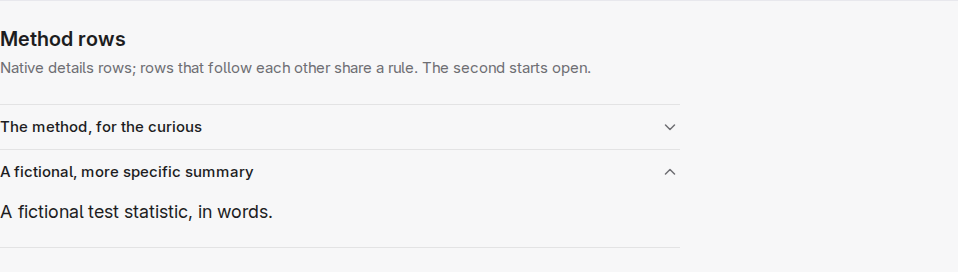 Method rows
Native details rows; rows that follow each other share a rule. The second starts open.
The method, for the curious
A fictional, more specific summary
A fictional test statistic, in words.